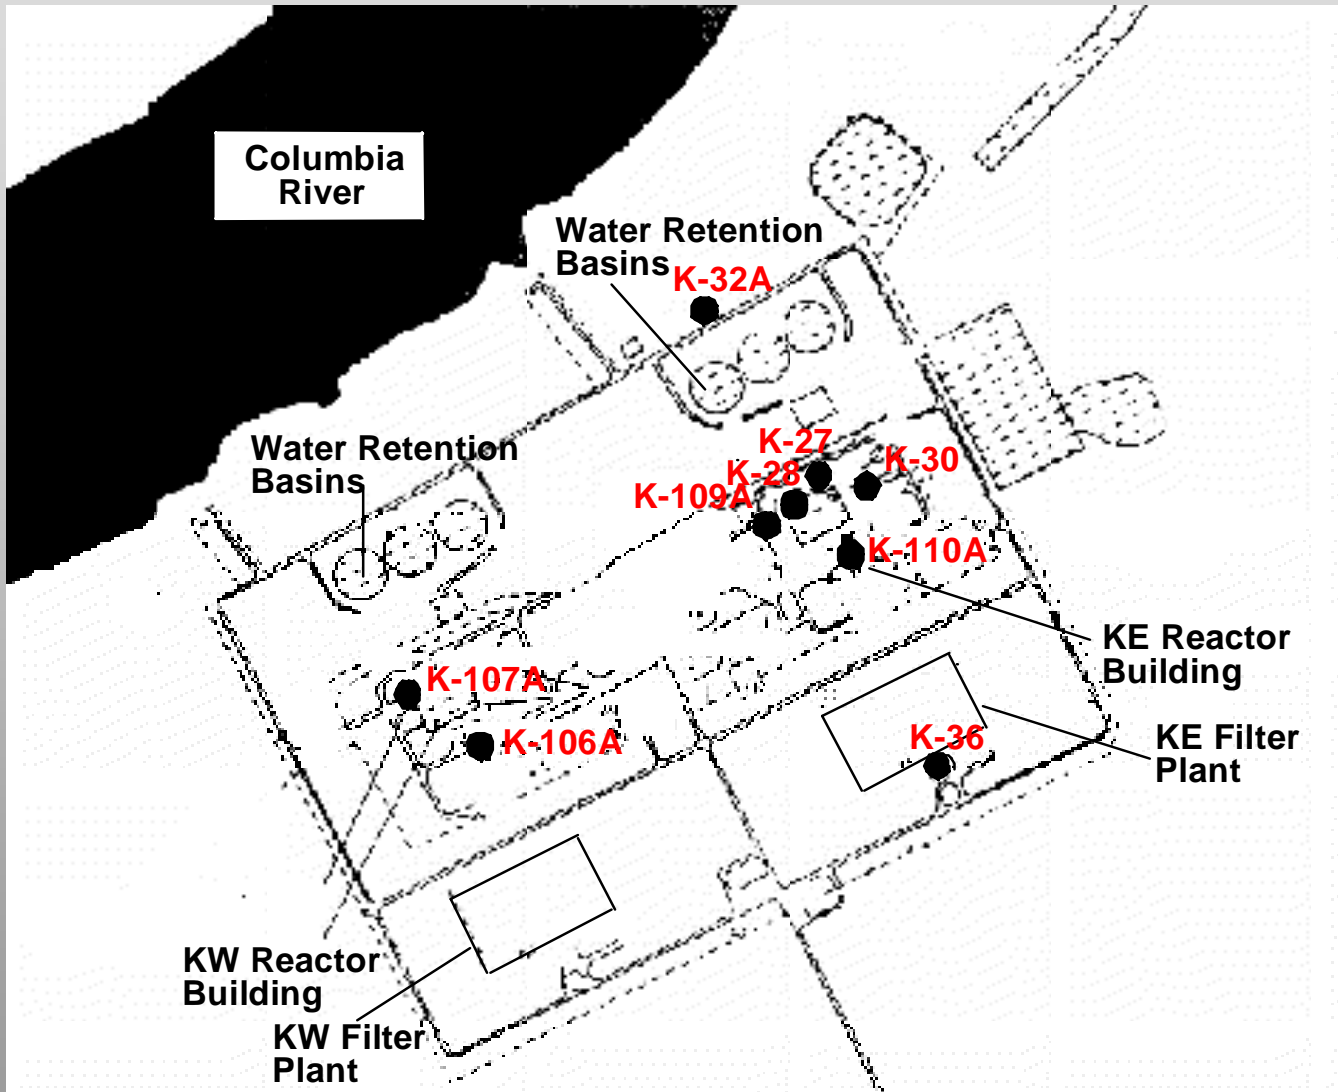 Columbia
River
Water Retention
Basins
K-32A
K-27
K-28
K-30
K-109A
K-110A
Water Retention
Basins
KE Reactor
Building
K-107A
K-106A
K-36
KE Filter
Plant
KW Reactor
Building
KW Filter
Plant